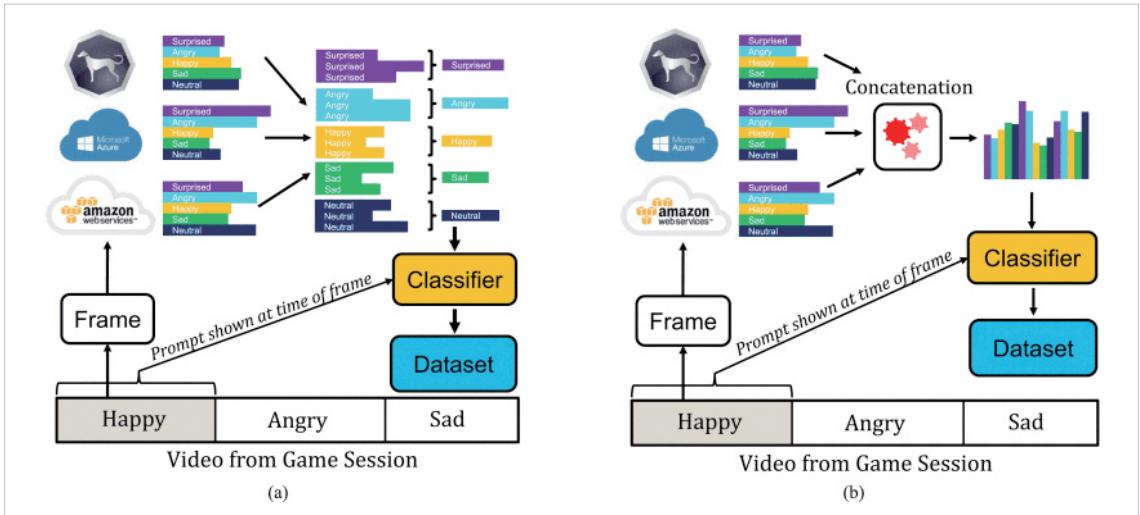 Surprised
Angry
Happy
Sad
Neutral
Microsoft
Azure
Surprised
Angry
Happy
Sad
Neutral
amazon
webservices™
Surprised
Angry
Happy
Sad
Neutral
Surprised
Surprised
Surprised
Surprised
Angry
Angry
Angry
Angry
Happy
Happy
Happy
Happy
Sad
Sad
Sad
Sad
Neutral
Neutral
Neutral
Neutral
Frame
Prompt shown at time of frame
Classifier
Dataset
Happy Angry Sad
Video from Game Session
(a)
Surprised
Angry
Happy
Sad
Neutral
Microsoft
Azure
Surprised
Angry
Happy
Sad
Neutral
amazon
webservices™
Surprised
Angry
Happy
Sad
Neutral
Concatenation
Frame
Prompt shown at time of frame
Classifier
Dataset
Happy Angry Sad
Video from Game Session
(b)